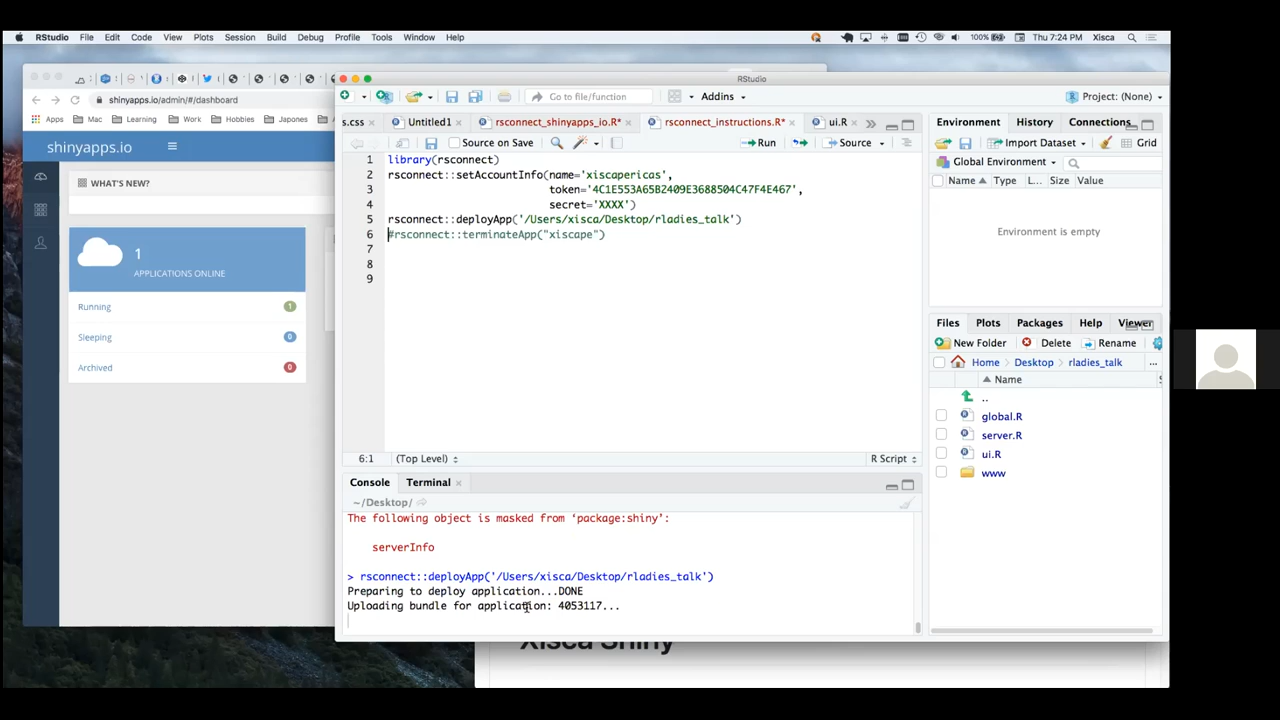 RStudio File Edit Code View Plots Session Build Debug Profile Tools Window Help 100% Thu 7:24 PM Xisca
RStudio
shinyapps.io/admin/#/dashboard
Go to file/function Addins Project: (None)
Apps Mac Learning Work Hobbies Japones
s.css Untitled1 rsconnect_shinyapps_io.R* rsconnect_instructions.R* ui.R
Environment History Connections
shinyapps.io
Source on Save Run Source
Import Dataset Grid
Global Environment
WHAT'S NEW?
1 library(rsconnect)
2 rsconnect::setAccountInfo(name='xiscapericas',
3 token='4C1E553A65BZ409E3688504C47F4E467',
4 secret='XXXX')
5 rsconnect::deployApp('/Users/xisca/Desktop/rladies_talk')
6 #rsconnect::terminateApp("xiscape")
7
8
9
Name Type L... Size Value
Environment is empty
1
APPLICATIONS ONLINE
Running 1
Sleeping 0
Archived 0
Files Plots Packages Help Viewer
New Folder Delete Rename
Home Desktop rladies_talk ...
Name
..
global.R
server.R
ui.R
www
6:1 (Top Level) R Script
Console Terminal
~/Desktop/
The following object is masked from ‘package:shiny’:
serverInfo
> rsconnect::deployApp('/Users/xisca/Desktop/rladies_talk')
Preparing to deploy application...DONE
Uploading bundle for application: 4053117...
Xisca Shiny